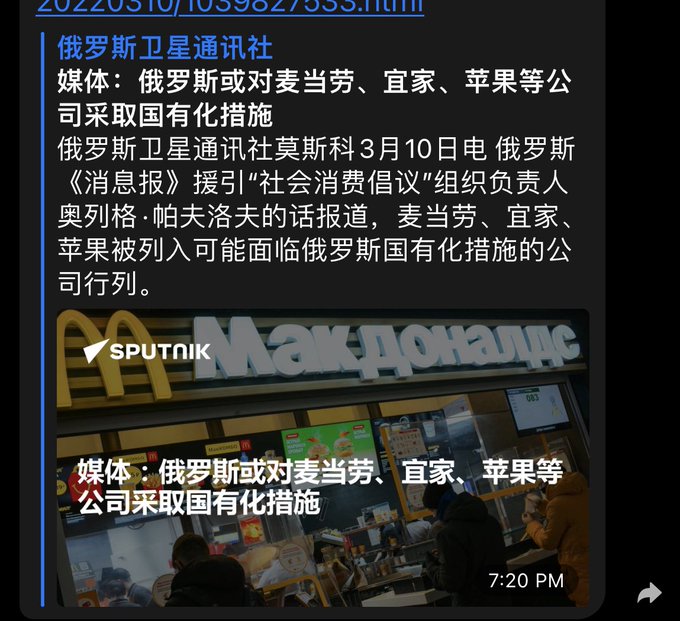 20220310/1039827533.html
俄罗斯卫星通讯社
媒体：俄罗斯或对麦当劳、宜家、苹果等公
司采取国有化措施
俄罗斯卫星通讯社莫斯科3月10日电 俄罗斯
《消息报》援引“社会消费倡议”组织负责人
奥列格·帕夫洛夫的话报道，麦当劳、宜家、
苹果被列入可能面临俄罗斯国有化措施的公
司行列。
Макдоналдс
SPUTNIK
083
媒体：俄罗斯或对麦当劳、宜家、苹果等
公司采取国有化措施
7:20 PM